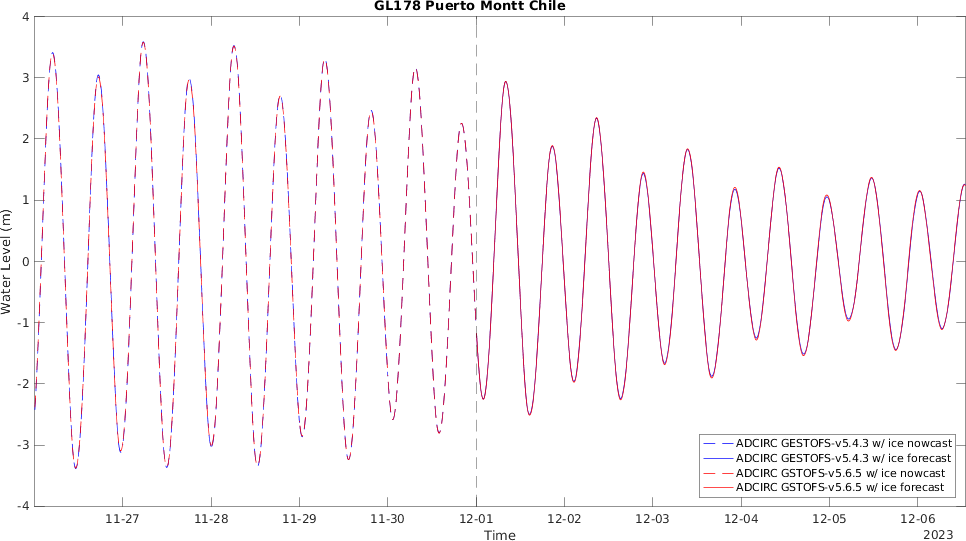 GL178 Puerto Montt Chile
4
3
2
1
0
-1
-2
-3
-4
Water Level (m)
11-27 11-28 11-29 11-30 12-01 12-02 12-03 12-04 12-05 12-06
Time
2023
ADCIRC GESTOFS-v5.4.3 w/ ice nowcast
ADCIRC GESTOFS-v5.4.3 w/ ice forecast
ADCIRC GSTOFS-v5.6.5 w/ ice nowcast
ADCIRC GSTOFS-v5.6.5 w/ ice forecast